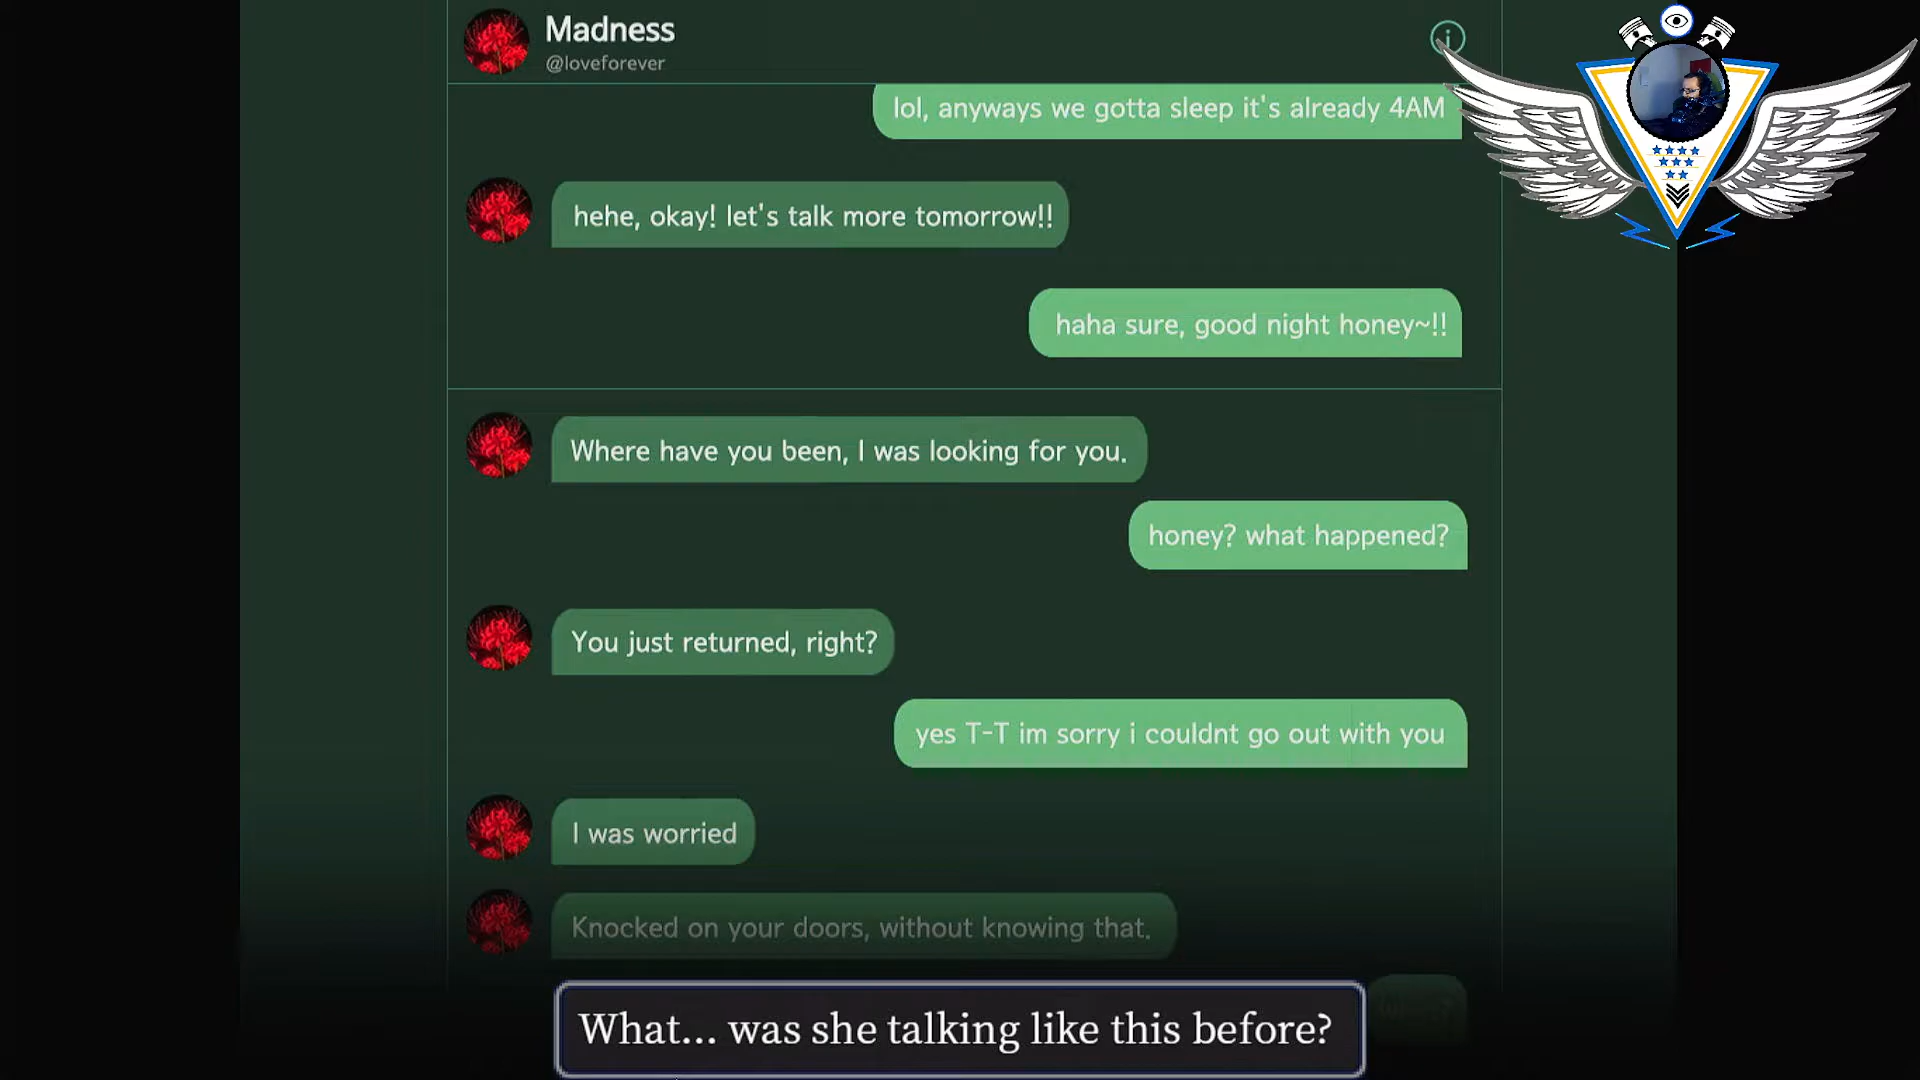 Madness
@loveforever
lol, anyways we gotta sleep it's already 4AM
hehe, okay! let's talk more tomorrow!!
haha sure, good night honey~!!
Where have you been, I was looking for you.
honey? what happened?
You just returned, right?
yes T-T im sorry i couldnt go out with you
I was worried
Knocked on your doors, without knowing that.
What... was she talking like this before?